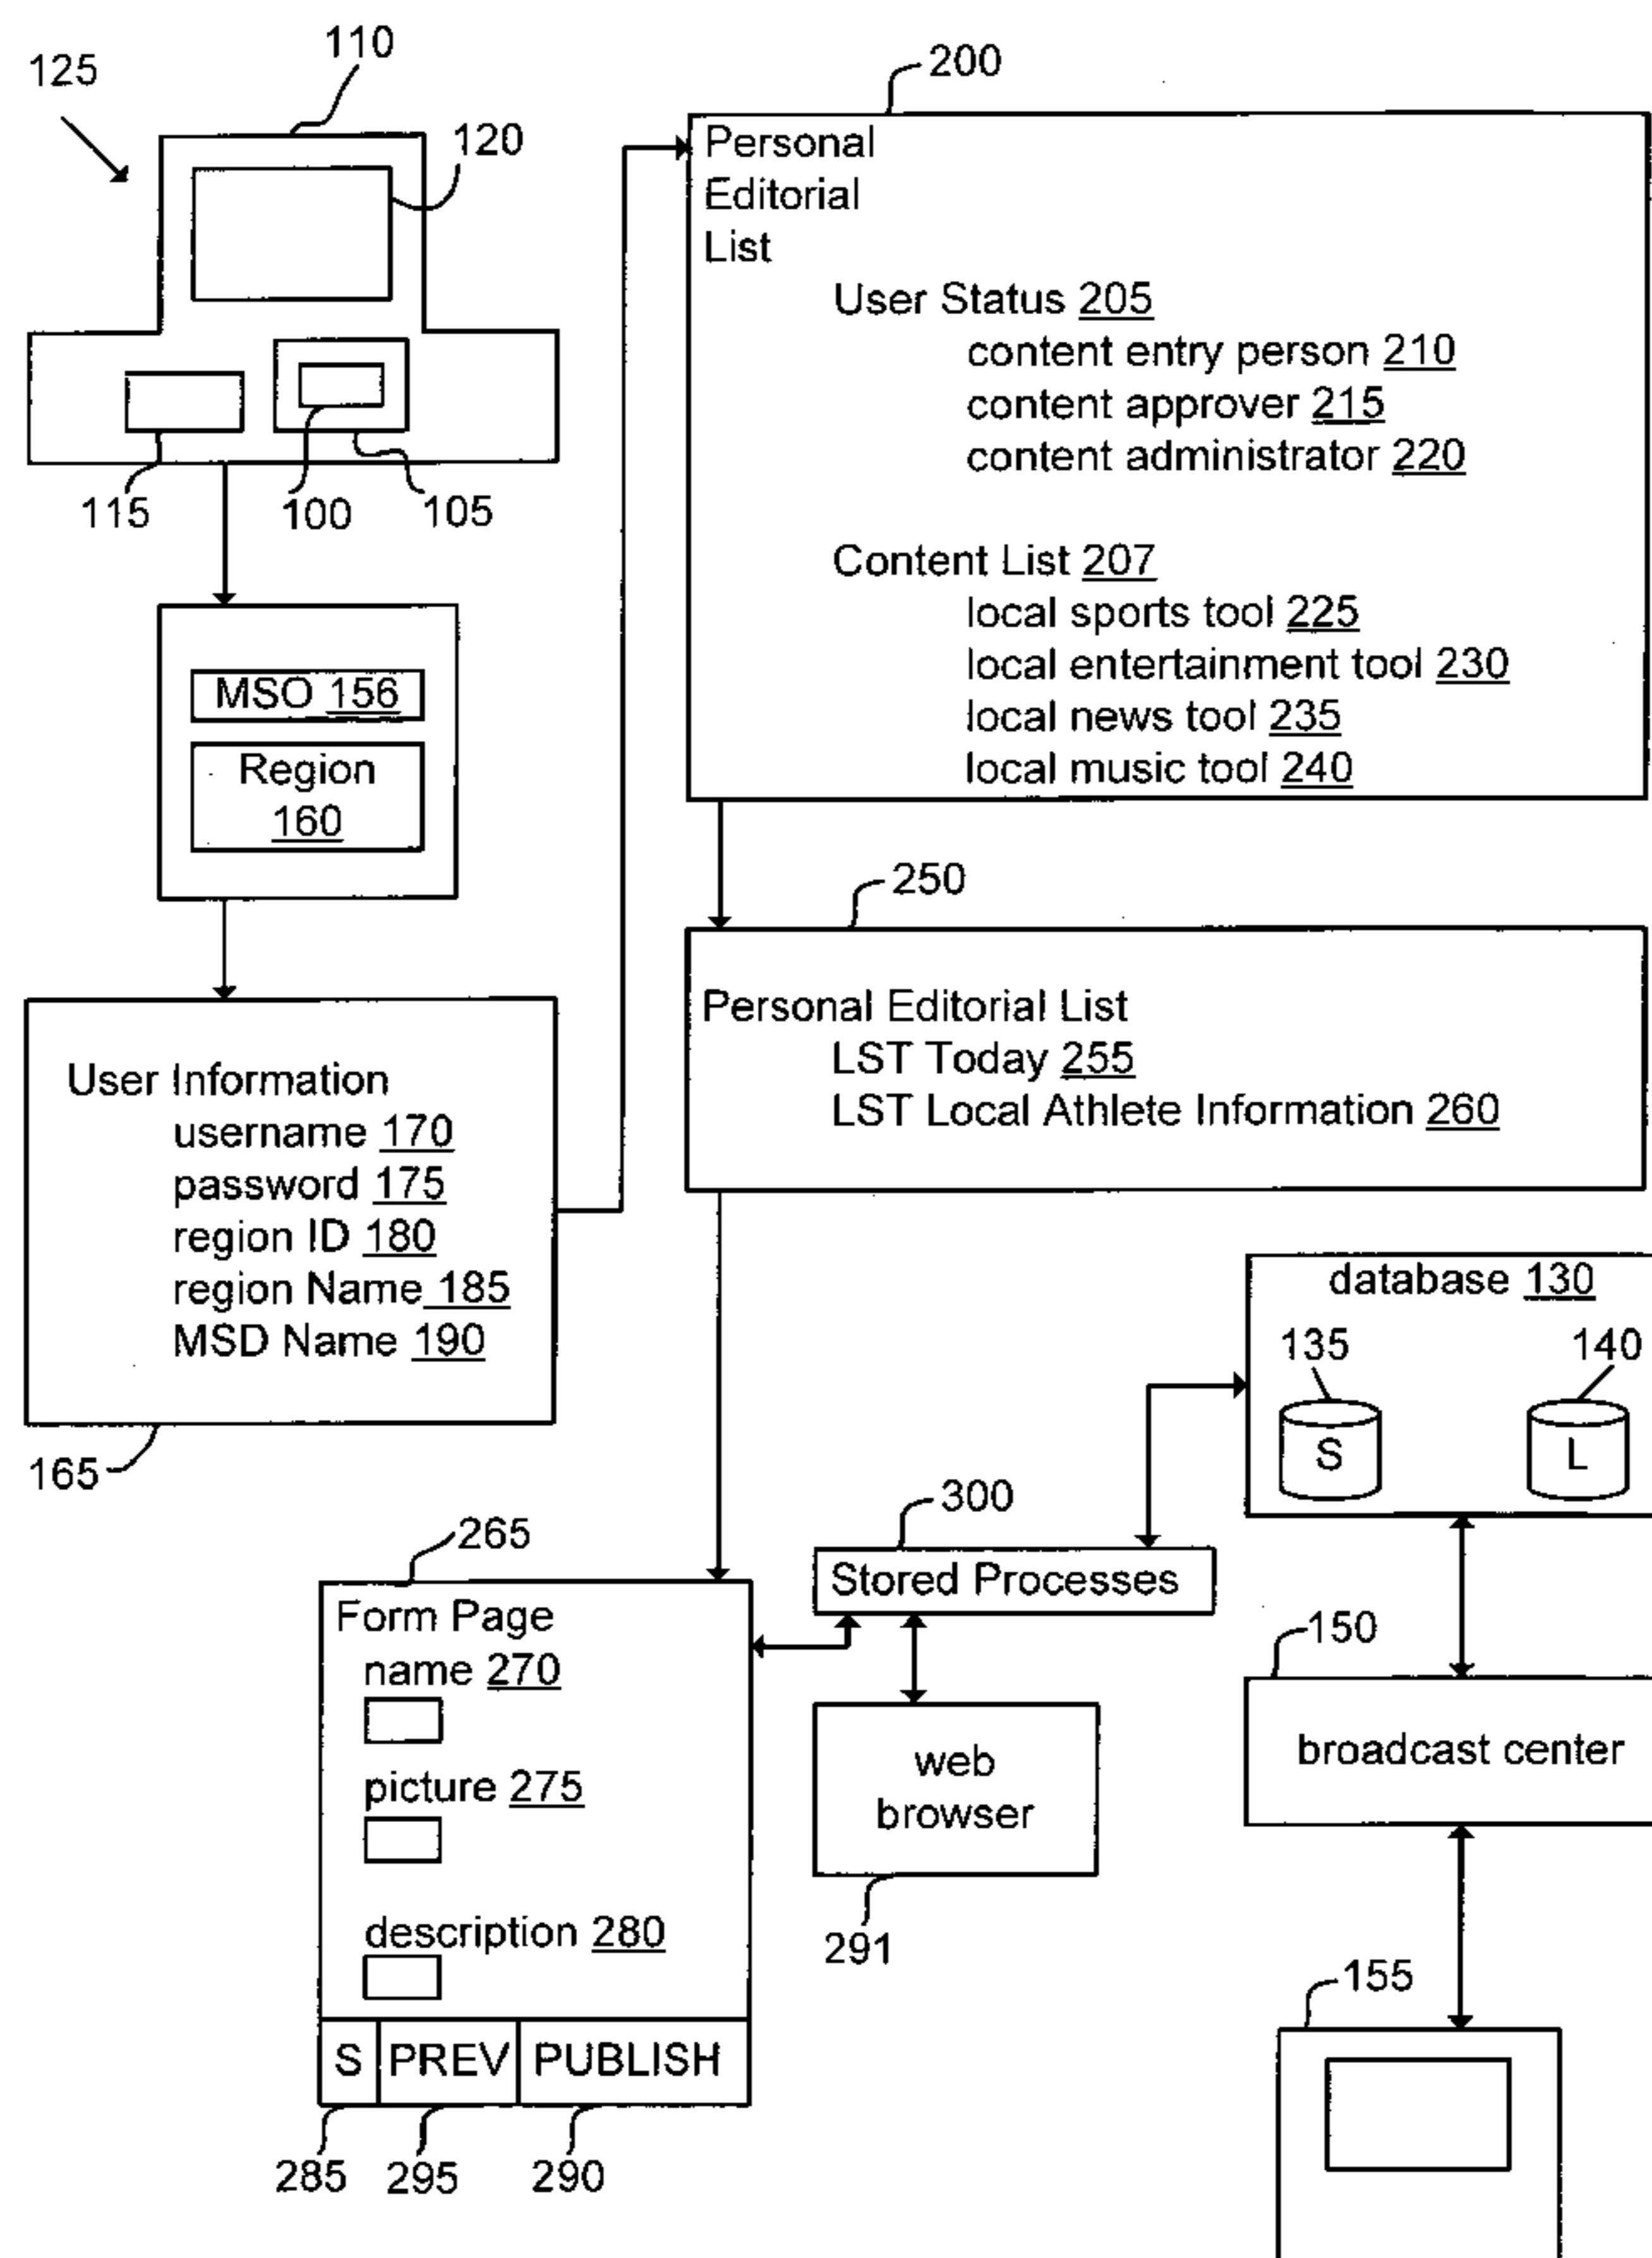 125
110
120
115
100
105
MSO 156
Region
160
User Information
username 170
password 175
region ID 180
region Name 185
MSD Name 190
165
200
Personal
Editorial
List
User Status 205
content entry person 210
content approver 215
content administrator 220
Content List 207
local sports tool 225
local entertainment tool 230
local news tool 235
local music tool 240
250
Personal Editorial List
LST Today 255
LST Local Athlete Information 260
database 130
135
140
S
L
300
Stored Processes
265
Form Page
name 270
picture 275
description 280
S PREV PUBLISH
285
295
290
web
browser
291
150
broadcast center
155